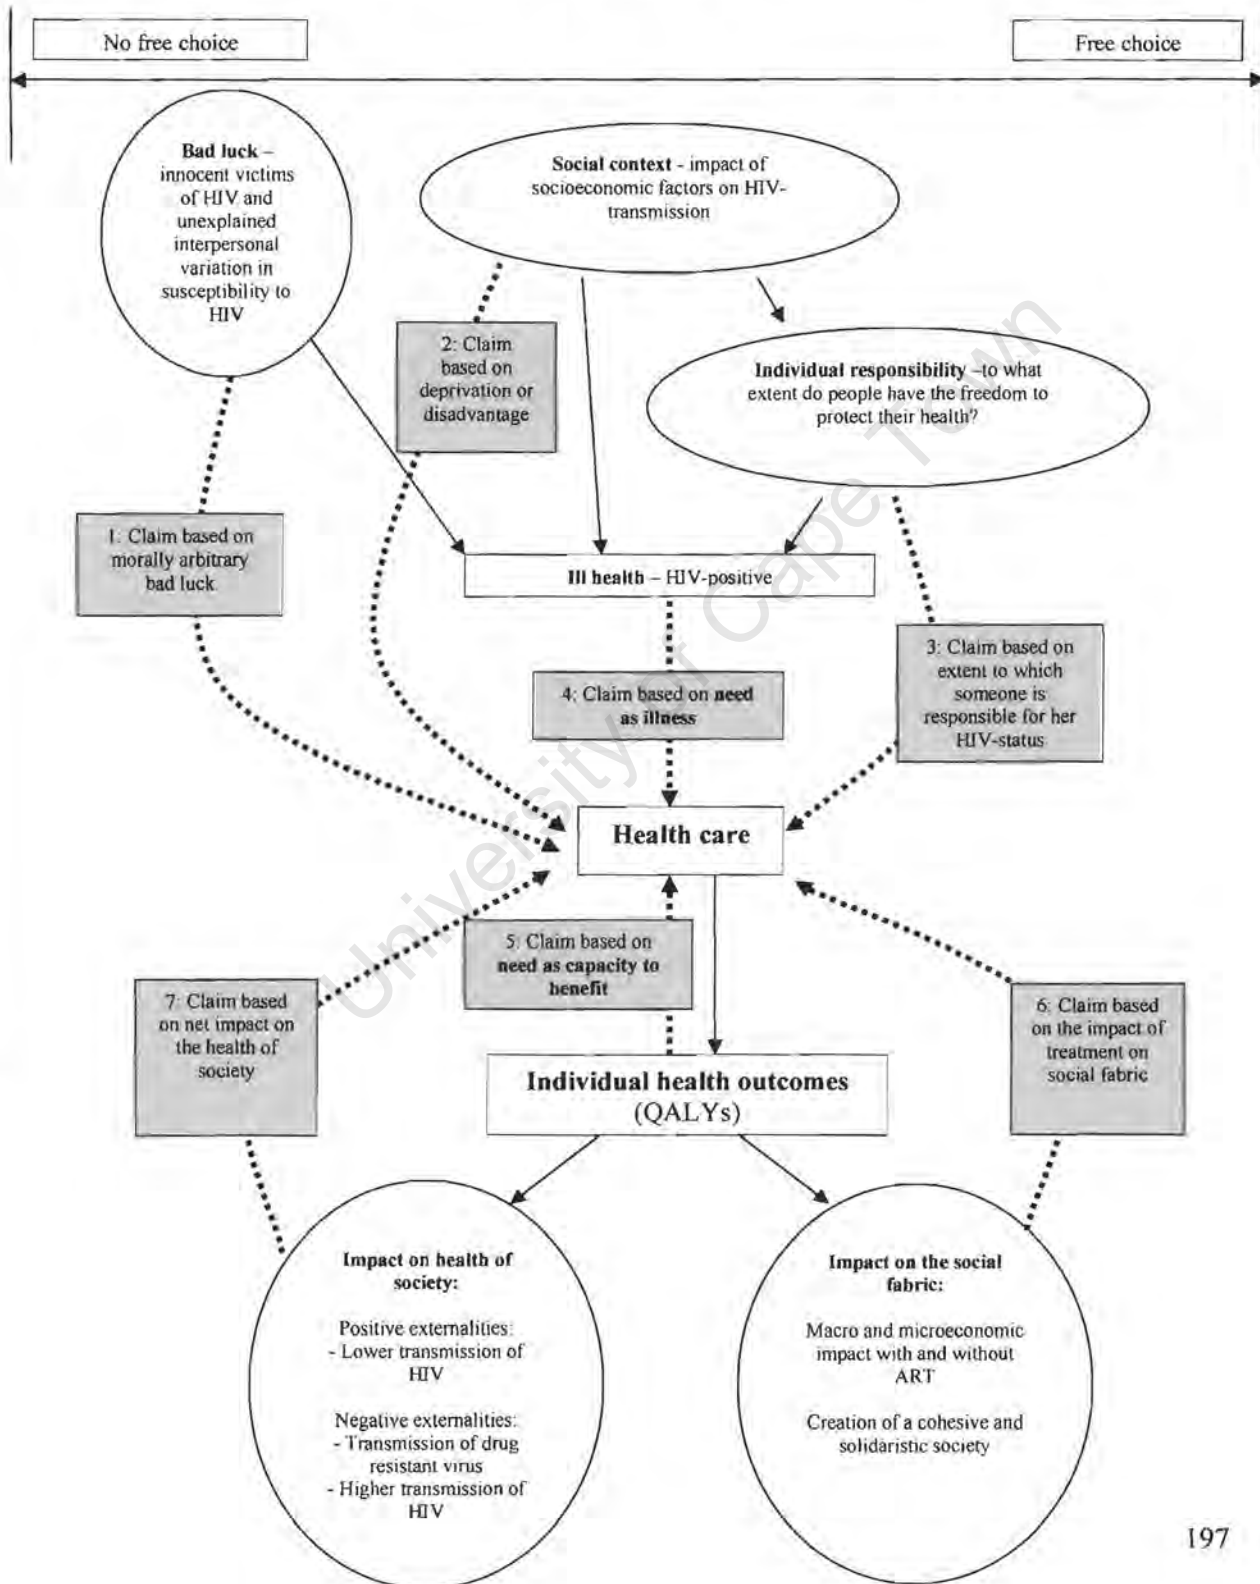 No free choice
Free choice
Bad luck –
innocent victims
of HIV and
unexplained
interpersonal
variation in
susceptibility to
HIV
Social context - impact of
socioeconomic factors on HIV-
transmission
2: Claim
based on
deprivation or
disadvantage
Individual responsibility –to what
extent do people have the freedom to
protect their health?
1: Claim based on
morally arbitrary
bad luck
Ill health – HIV-positive
3: Claim based on
extent to which
someone is
responsible for her
HIV-status
4: Claim based on need
as illness
Health care
5: Claim based on
need as capacity to
benefit
7: Claim based
on net impact on
the health of
society
6: Claim based
on the impact of
treatment on
social fabric
Individual health outcomes
(QALYs)
Impact on health of
society:
Positive externalities:
- Lower transmission of
HIV
Negative externalities:
- Transmission of drug
resistant virus
- Higher transmission of
HIV
Impact on the social
fabric:
Macro and microeconomic
impact with and without
ART
Creation of a cohesive and
solidaristic society
197
University of Cape Town